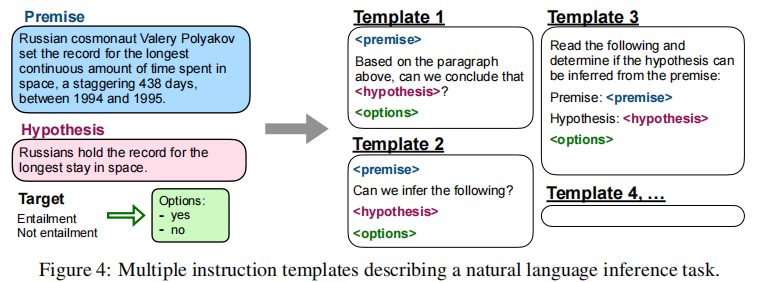 Premise
Russian cosmonaut Valery Polyakov
set the record for the longest
continuous amount of time spent in
space, a staggering 438 days,
between 1994 and 1995.
Hypothesis
Russians hold the record for the
longest stay in space.
Target
Entailment
Not entailment
Options:
- yes
- no
Template 1
<premise>
Based on the paragraph
above, can we conclude that
<hypothesis>?
<options>
Template 2
<premise>
Can we infer the following?
<hypothesis>
<options>
Template 3
Read the following and
determine if the hypothesis can
be inferred from the premise:
Premise: <premise>
Hypothesis: <hypothesis>
<options>
Template 4, ...
Figure 4: Multiple instruction templates describing a natural language inference task.